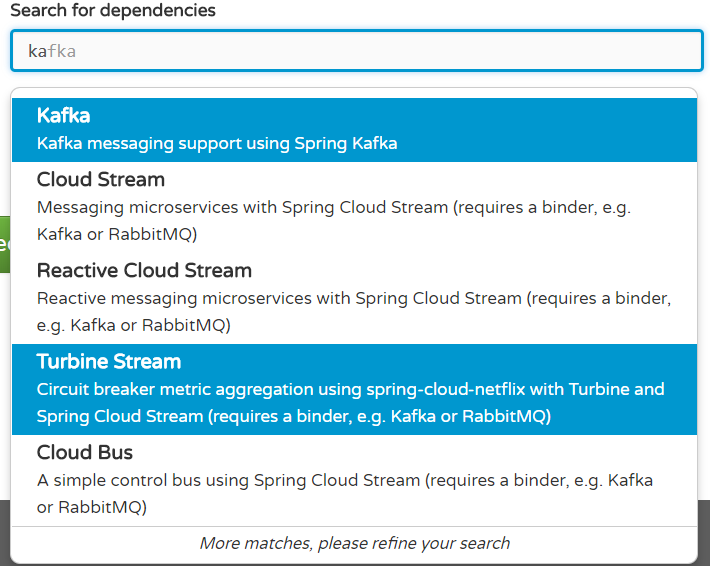 Search for dependencies
kafka
Kafka
Kafka messaging support using Spring Kafka
Cloud Stream
Messaging microservices with Spring Cloud Stream (requires a binder, e.g.
Kafka or RabbitMQ)
Reactive Cloud Stream
Reactive messaging microservices with Spring Cloud Stream (requires a binder,
e.g. Kafka or RabbitMQ)
Turbine Stream
Circuit breaker metric aggregation using spring-cloud-netflix with Turbine and
Spring Cloud Stream (requires a binder, e.g. Kafka or RabbitMQ)
Cloud Bus
A simple control bus using Spring Cloud Stream (requires a binder, e.g. Kafka
or RabbitMQ)
More matches, please refine your search